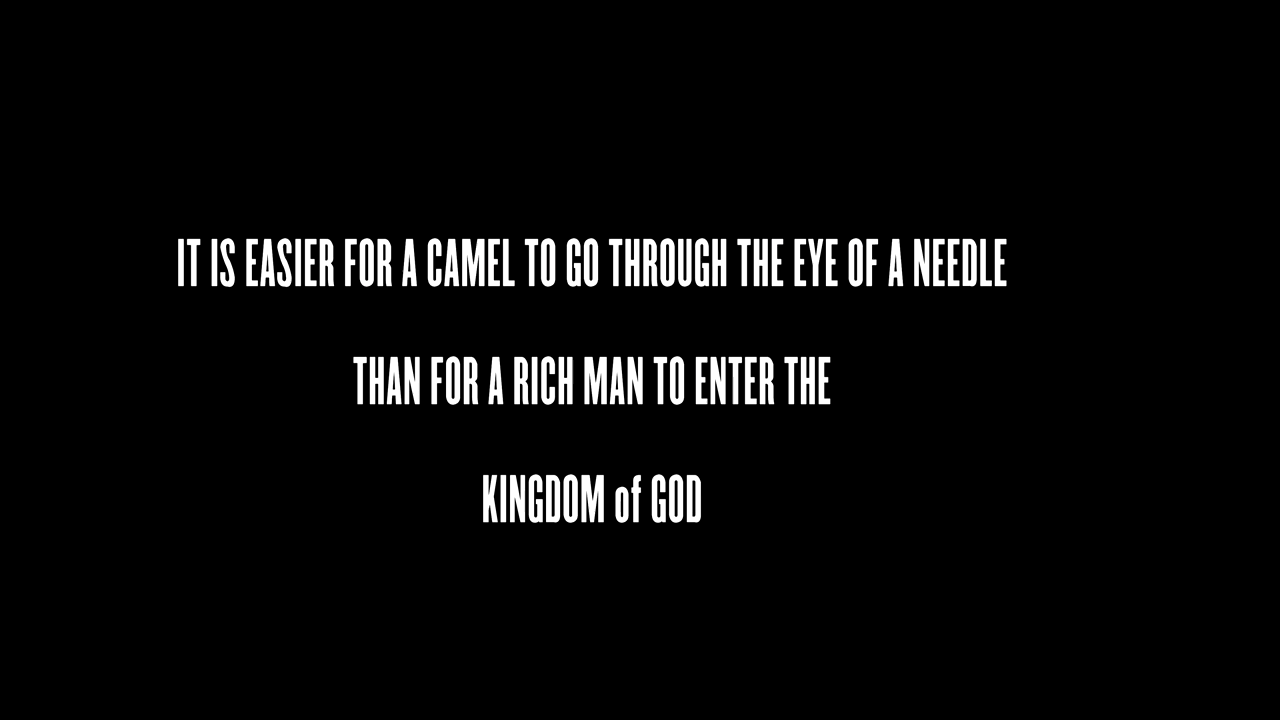 IT IS EASIER FOR A CAMEL TO GO THROUGH THE EYE OF A NEEDLE
THAN FOR A RICH MAN TO ENTER THE
KINGDOM of GOD